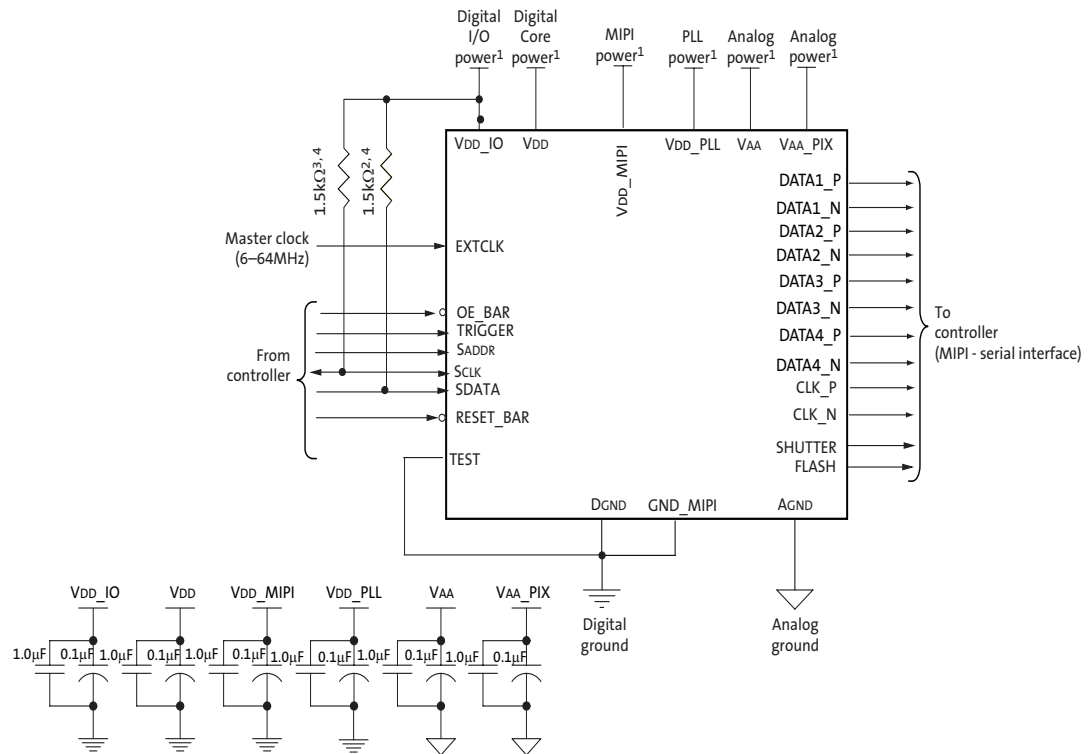 Digital
I/O
power1
Digital
Core
power1
MIPI
power1
PLL
power1
Analog
power1
Analog
power1
1.5kΩ3, 4
1.5kΩ2, 4
VDD_IO
VDD
VDD_MIPI
VDD_PLL
VAA
VAA_PIX
Master clock
(6–64MHz)
EXTCLK
From
controller
OE_BAR
TRIGGER
SADDR
SCLK
SDATA
RESET_BAR
TEST
DATA1_P
DATA1_N
DATA2_P
DATA2_N
DATA3_P
DATA3_N
DATA4_P
DATA4_N
CLK_P
CLK_N
SHUTTER
FLASH
To
controller
(MIPI - serial interface)
DGND
GND_MIPI
AGND
Digital
ground
Analog
ground
VDD_IO
VDD
VDD_MIPI
VDD_PLL
VAA
VAA_PIX
1.0µF
0.1µF
1.0µF
0.1µF
1.0µF
0.1µF
1.0µF
0.1µF
1.0µF
0.1µF
1.0µF
0.1µF